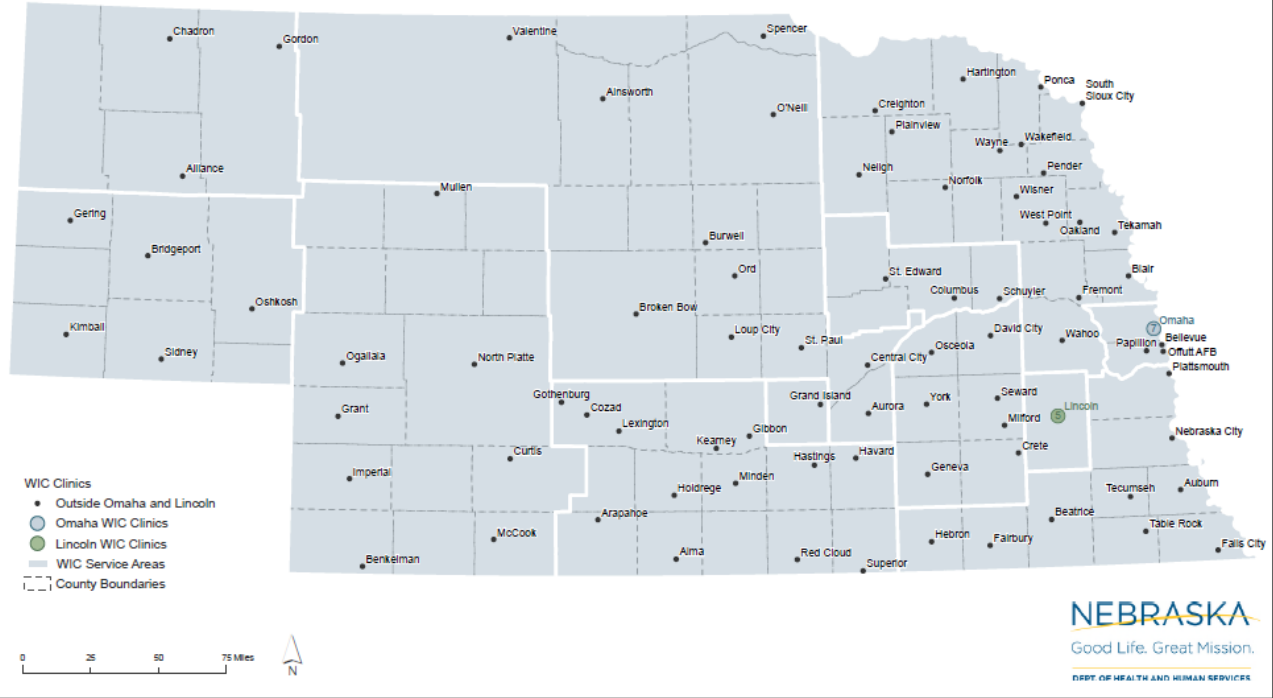 Chadron
Gordon
Valentine
Spencer
Ainsworth
O'Neill
Hartington
Ponca
South
Sioux City
Creighton
Plainview
Wayne
Wakefield
Alliance
Mullen
Neligh
Norfolk
Pender
Wisner
Gering
West Point
Oakland
Tekamah
Bridgeport
Burwell
Ord
St. Edward
Blair
Oshkosh
Broken Bow
Columbus
Schuyler
Fremont
Kimball
Loup City
St. Paul
David City
Wahoo
7
Omaha
Bellevue
Papillion
Offutt AFB
Plattsmouth
Sidney
Ogallala
North Platte
Central City
Osceola
Gothenburg
Cozad
Grand Island
Aurora
York
Seward
5
Lincoln
Grant
Lexington
Kearney
Gibbon
Milford
Nebraska City
Curtis
Hastings
Havard
Crete
Imperial
Minden
Geneva
Holdrege
Tecumseh
Auburn
Arapahoe
Beatrice
McCook
Hebron
Fairbury
Table Rock
Falls City
Benkelman
Alma
Red Cloud
Superior
WIC Clinics
Outside Omaha and Lincoln
Omaha WIC Clinics
Lincoln WIC Clinics
WIC Service Areas
County Boundaries
0 25 50 75 Miles
N
NEBRASKA
Good Life. Great Mission.
DEPT. OF HEALTH AND HUMAN SERVICES